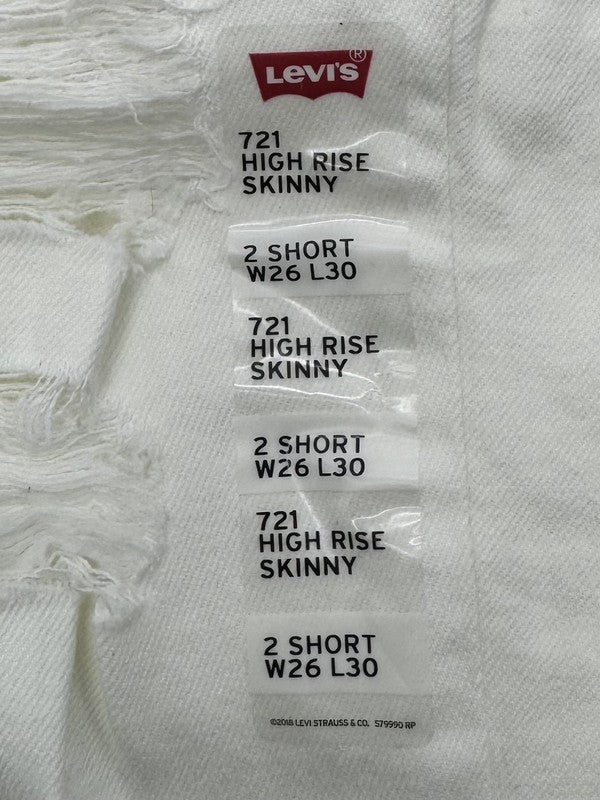 LEVI'S®
721
HIGH RISE
SKINNY
2 SHORT
W26 L30
721
HIGH RISE
SKINNY
2 SHORT
W26 L30
721
HIGH RISE
SKINNY
2 SHORT
W26 L30
©2018 LEVI STRAUSS & CO. 579990 RP